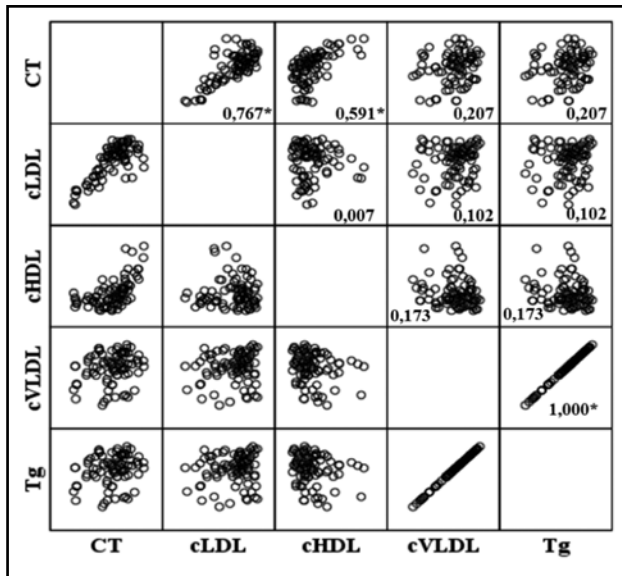 CT
0,767*
0,591*
0,207
0,207
cLDL
0,007
0,102
0,102
cHDL
0,173
0,173
cVLDL
1,000*
Tg
CT cLDL cHDL cVLDL Tg